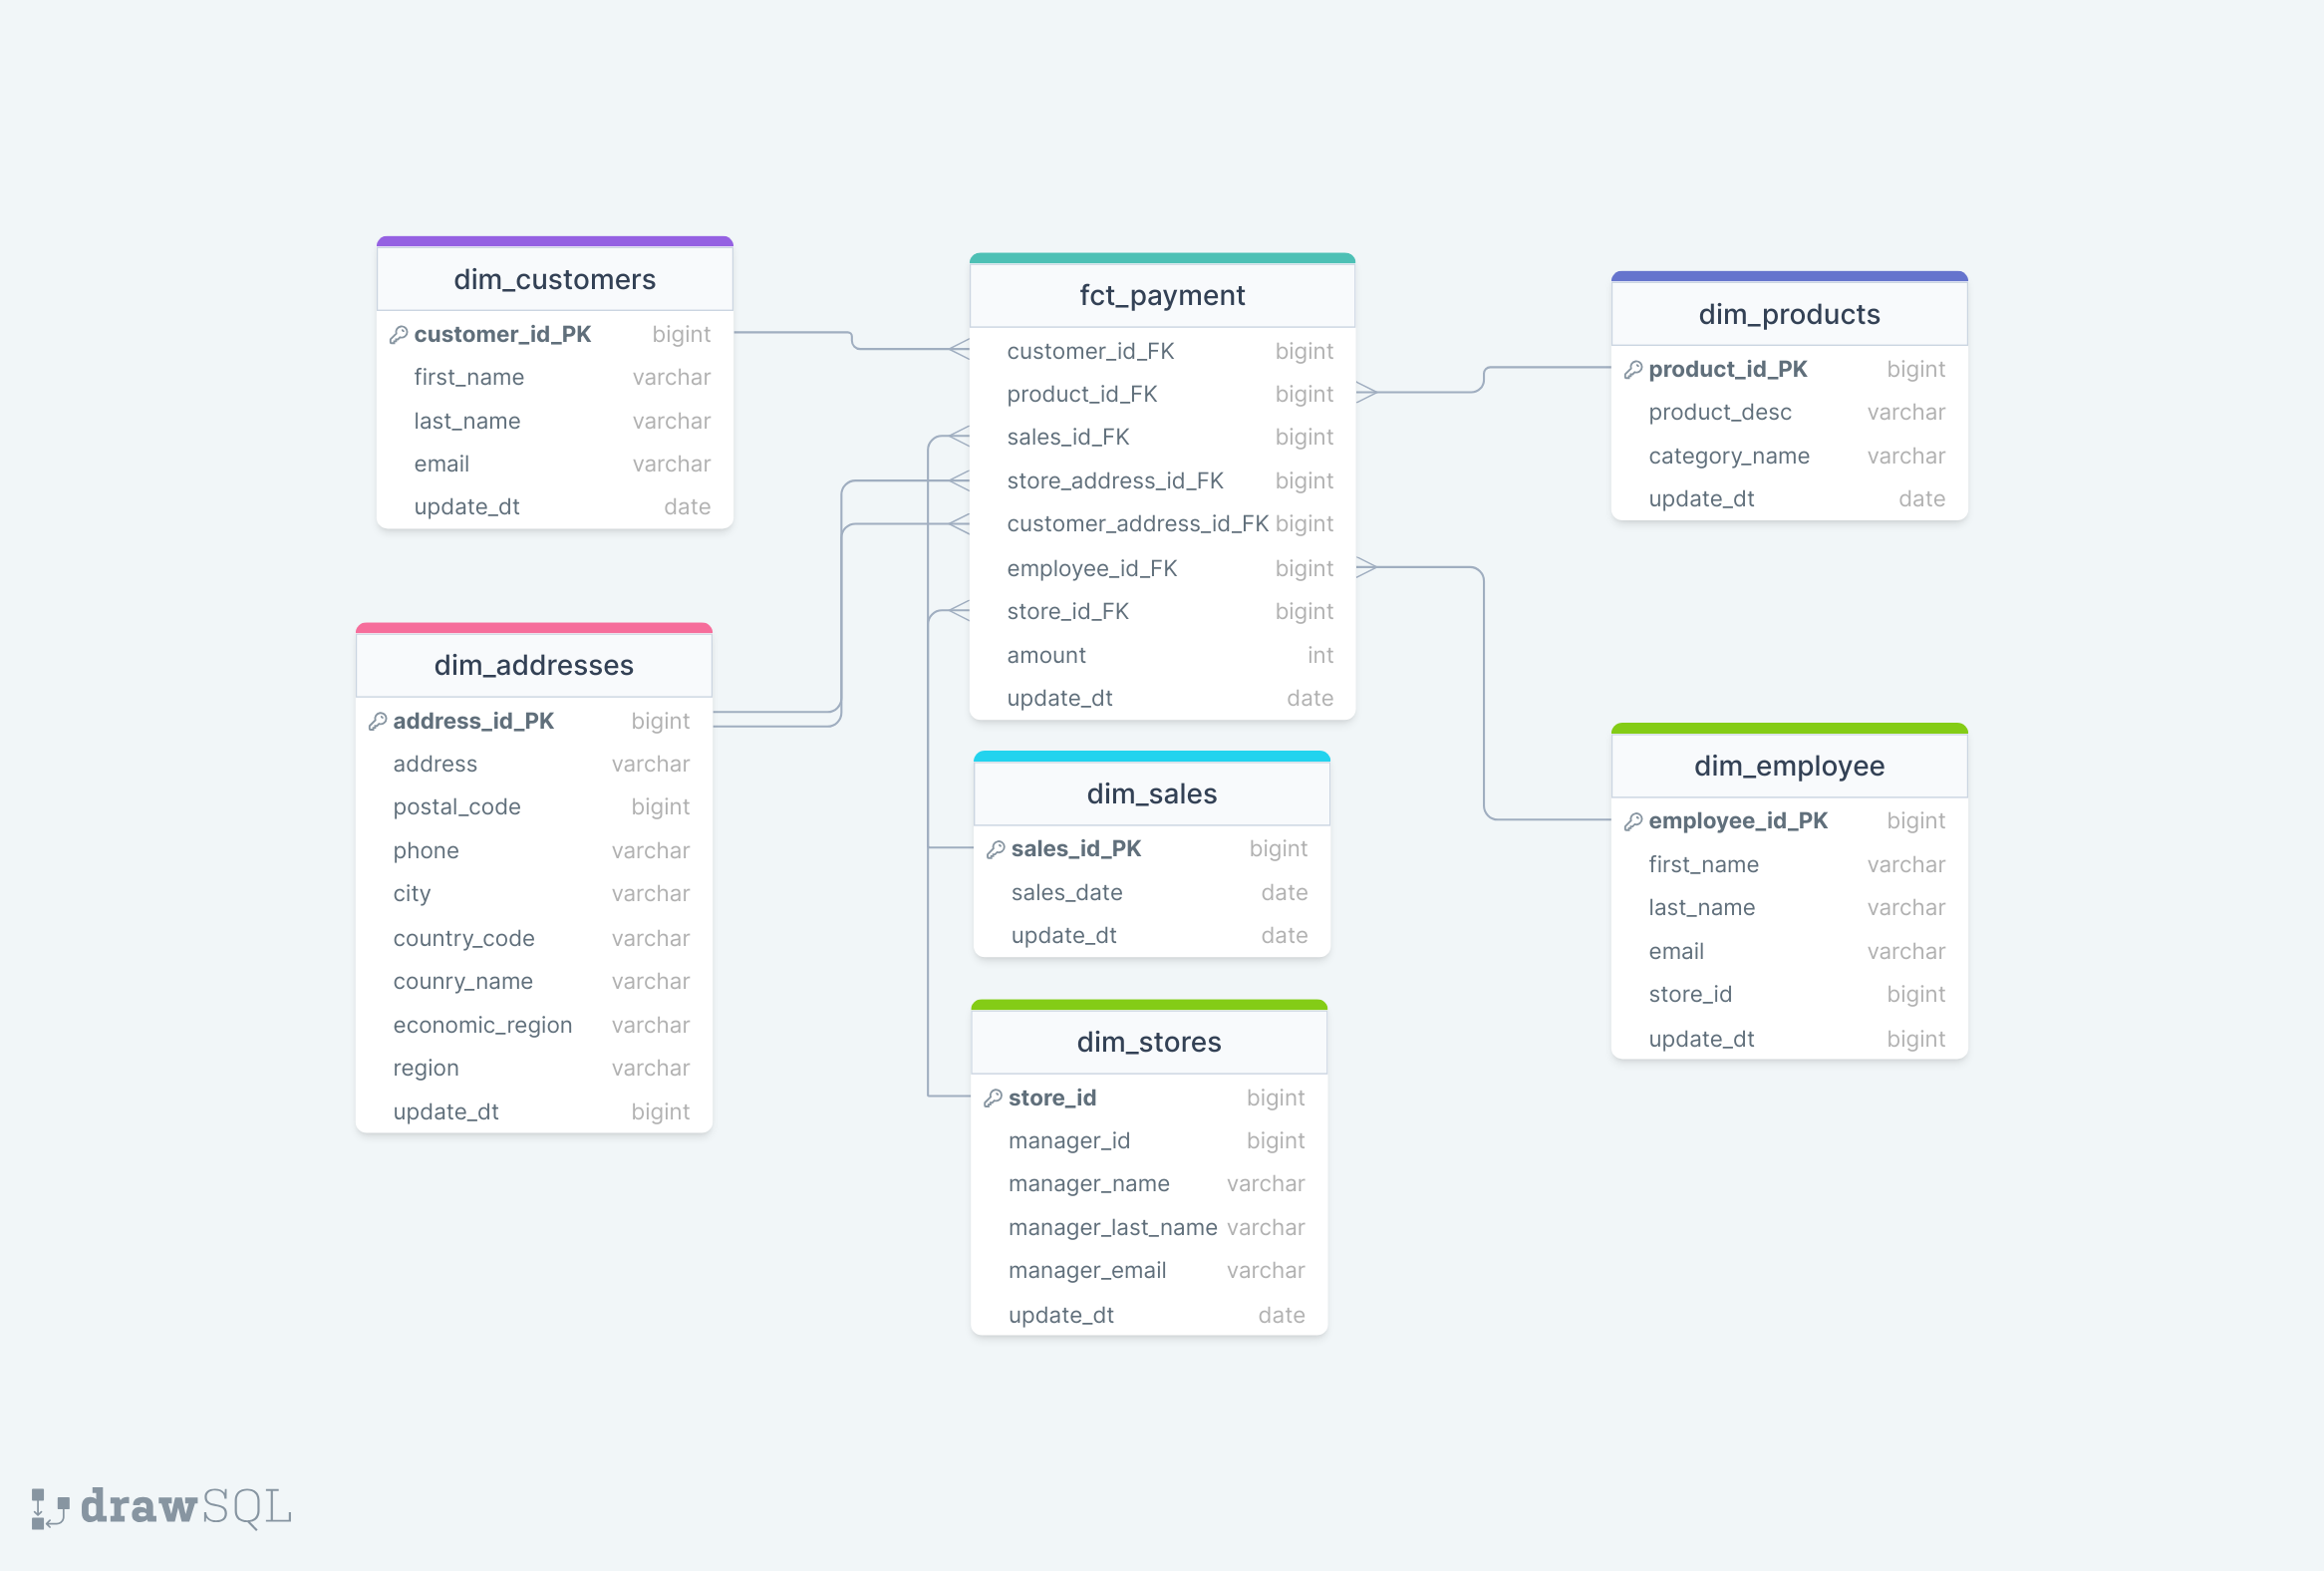 dim_customers
customer_id_PK bigint
first_name varchar
last_name varchar
email varchar
update_dt date
fct_payment
customer_id_FK bigint
product_id_FK bigint
sales_id_FK bigint
store_address_id_FK bigint
customer_address_id_FK bigint
employee_id_FK bigint
store_id_FK bigint
amount int
update_dt date
dim_products
product_id_PK bigint
product_desc varchar
category_name varchar
update_dt date
dim_addresses
address_id_PK bigint
address varchar
postal_code bigint
phone varchar
city varchar
country_code varchar
counry_name varchar
economic_region varchar
region varchar
update_dt bigint
dim_sales
sales_id_PK bigint
sales_date date
update_dt date
dim_employee
employee_id_PK bigint
first_name varchar
last_name varchar
email varchar
store_id bigint
update_dt bigint
dim_stores
store_id bigint
manager_id bigint
manager_name varchar
manager_last_name varchar
manager_email varchar
update_dt date
drawSQL